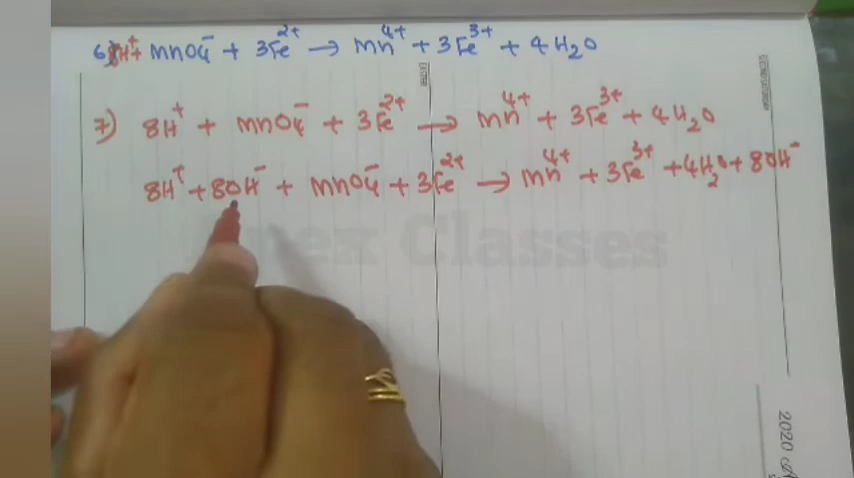 6) 8H⁺ + mnO₄⁻ + 3Fe²⁺ → mn⁴⁺ + 3Fe³⁺ + 4H₂O
7) 8H⁺ + mnO₄⁻ + 3Fe²⁺ → mn⁴⁺ + 3Fe³⁺ + 4H₂O
8H⁺ + 8OH⁻ + mnO₄⁻ + 3Fe²⁺ → mn⁴⁺ + 3Fe³⁺ + 4H₂O + 8OH⁻
Apex Classes
2020